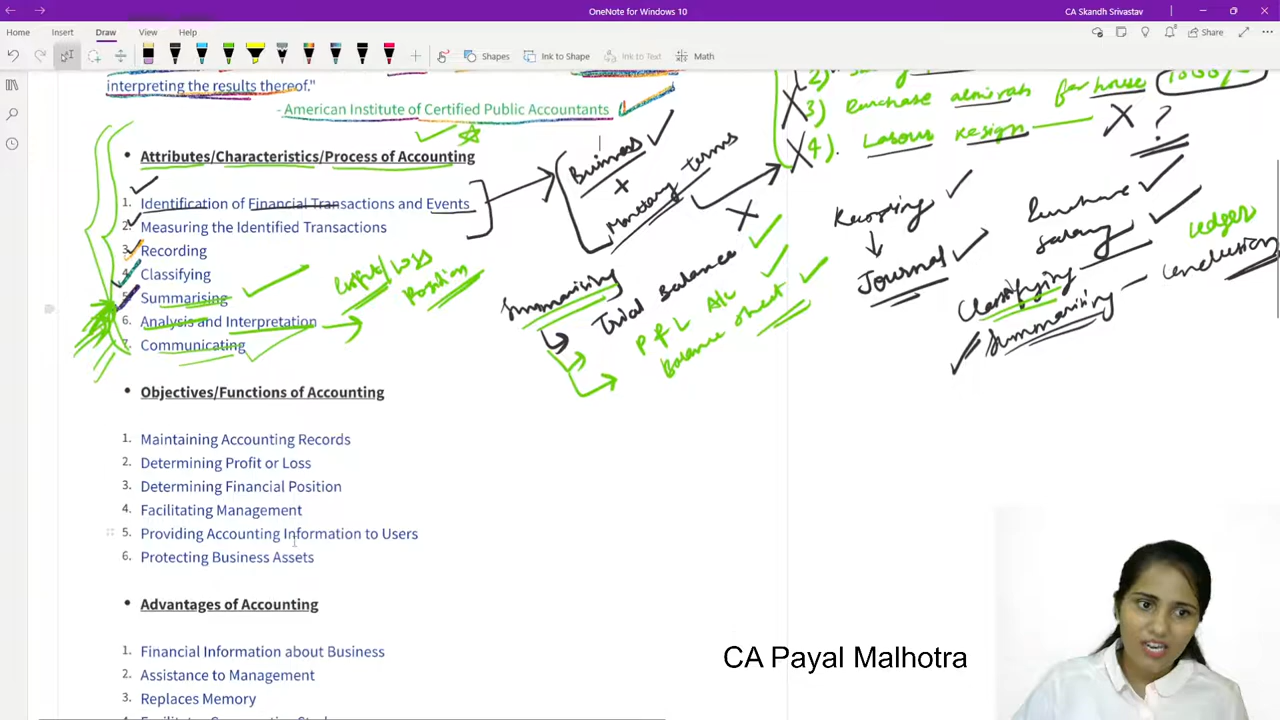 OneNote for Windows 10
CA Skandh Srivastav
Home Insert Draw View Help
Share
Shapes
Ink to Shape
Ink to Text
Math
interpreting the results thereof."
- American Institute of Certified Public Accountants
• Attributes/Characteristics/Process of Accounting
1. Identification of Financial Transactions and Events
2. Measuring the Identified Transactions
3. Recording
4. Classifying
5. Summarising
6. Analysis and Interpretation
7. Communicating
Profit/Loss
Position
Business
+
Monetary terms
Summarising
Trial balance
P & L A/c
Balance sheet
3) Purchase almirah for house
4). Labour Resign
?
Recording
Journal
Purchase
Salary
Classifying
Ledger
Summarising
Conclusion
• Objectives/Functions of Accounting
1. Maintaining Accounting Records
2. Determining Profit or Loss
3. Determining Financial Position
4. Facilitating Management
5. Providing Accounting Information to Users
6. Protecting Business Assets
• Advantages of Accounting
1. Financial Information about Business
2. Assistance to Management
3. Replaces Memory
CA Payal Malhotra